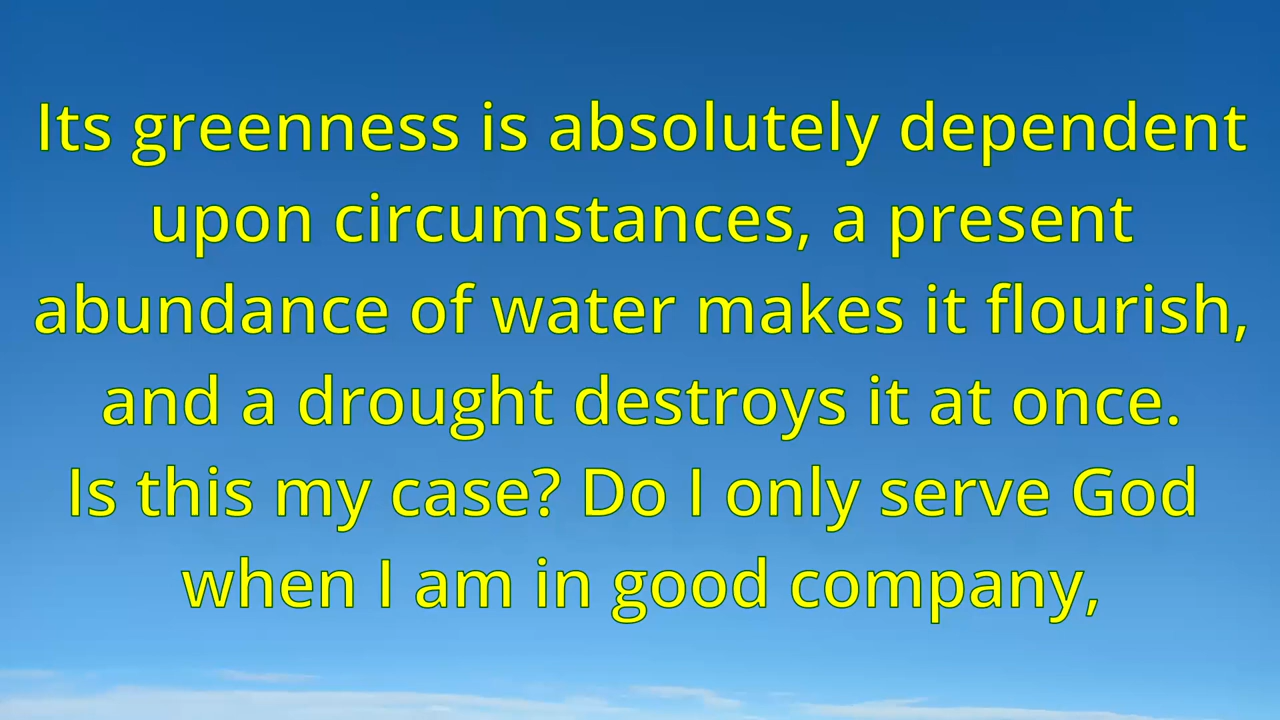 Its greenness is absolutely dependent
upon circumstances, a present
abundance of water makes it flourish,
and a drought destroys it at once.
Is this my case? Do I only serve God
when I am in good company,